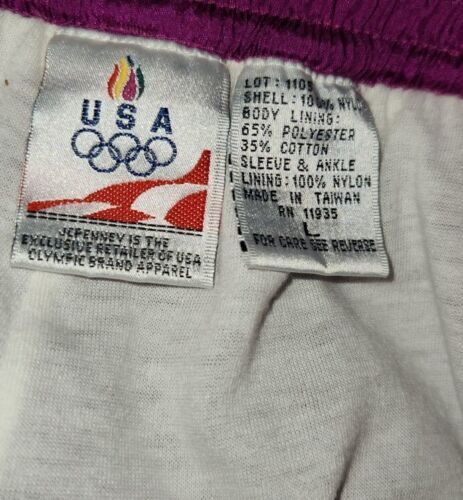 USA
JCPENNEY IS THE
EXCLUSIVE RETAILER OF USA
OLYMPIC BRAND APPAREL
LOT: 1103
SHELL: 100% NYLON
BODY LINING:
65% POLYESTER
35% COTTON
SLEEVE & ANKLE
LINING: 100% NYLON
MADE IN TAIWAN
RN 11935
L
FOR CARE SEE REVERSE